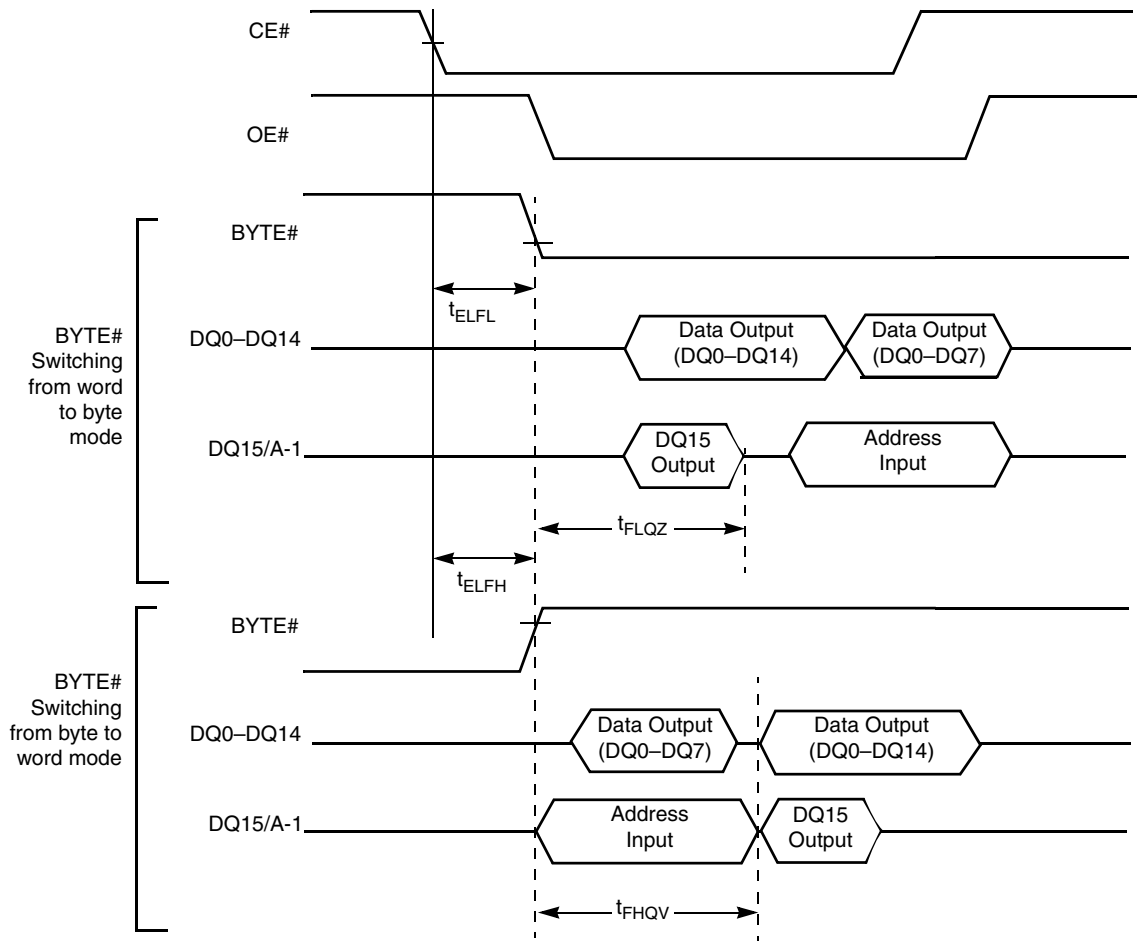 CE#
OE#
BYTE#
tELFL
BYTE#
Switching
from word
to byte
mode
DQ0–DQ14
Data Output
(DQ0–DQ14)
Data Output
(DQ0–DQ7)
DQ15/A-1
DQ15
Output
Address
Input
tFLQZ
tELFH
BYTE#
BYTE#
Switching
from byte to
word mode
DQ0–DQ14
Data Output
(DQ0–DQ7)
Data Output
(DQ0–DQ14)
DQ15/A-1
Address
Input
DQ15
Output
tFHQV